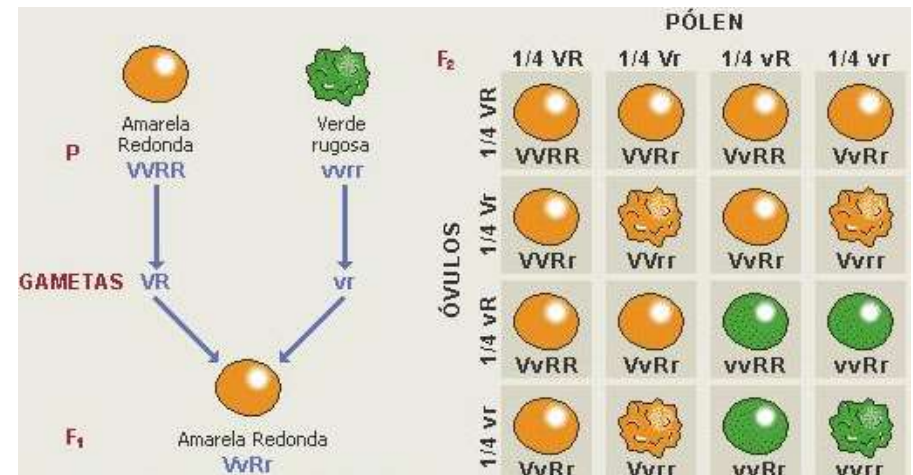 Amarela
Redonda
Verde
rugosa
P
VVRR
vvrr
GAMETAS
VR
vr
F₁
Amarela Redonda
VvRr
PÓLEN
F₂
1/4 VR 1/4 Vr 1/4 vR 1/4 vr
ÓVULOS
1/4 VR
VVRR VVRr VvRR VvRr
1/4 Vr
VVRr VVrr VvRr Vvrr
1/4 vR
VvRR VvRr vvRR vvRr
1/4 vr
VvRr Vvrr vvRr vvrr